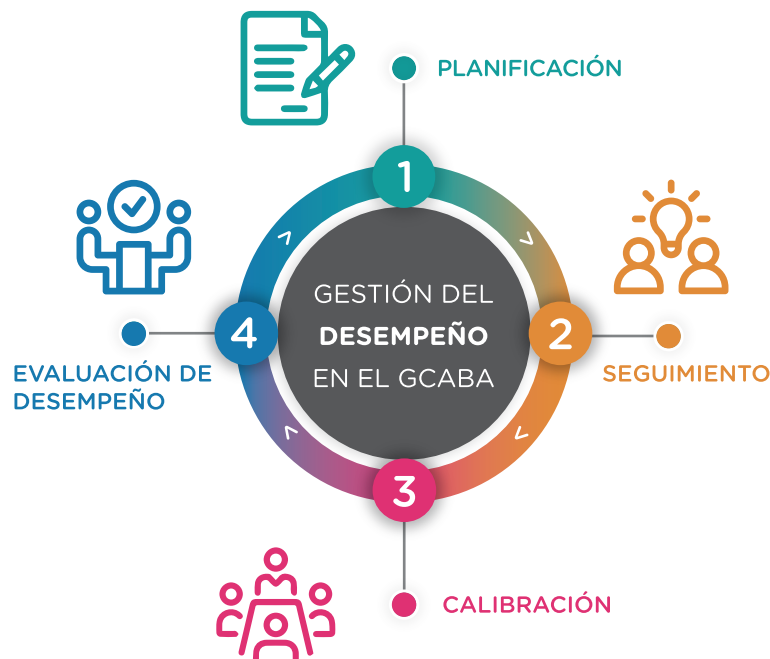 1
PLANIFICACIÓN
2
SEGUIMIENTO
3
CALIBRACIÓN
4
EVALUACIÓN DE
DESEMPEÑO
GESTIÓN DEL
DESEMPEÑO
EN EL GCABA